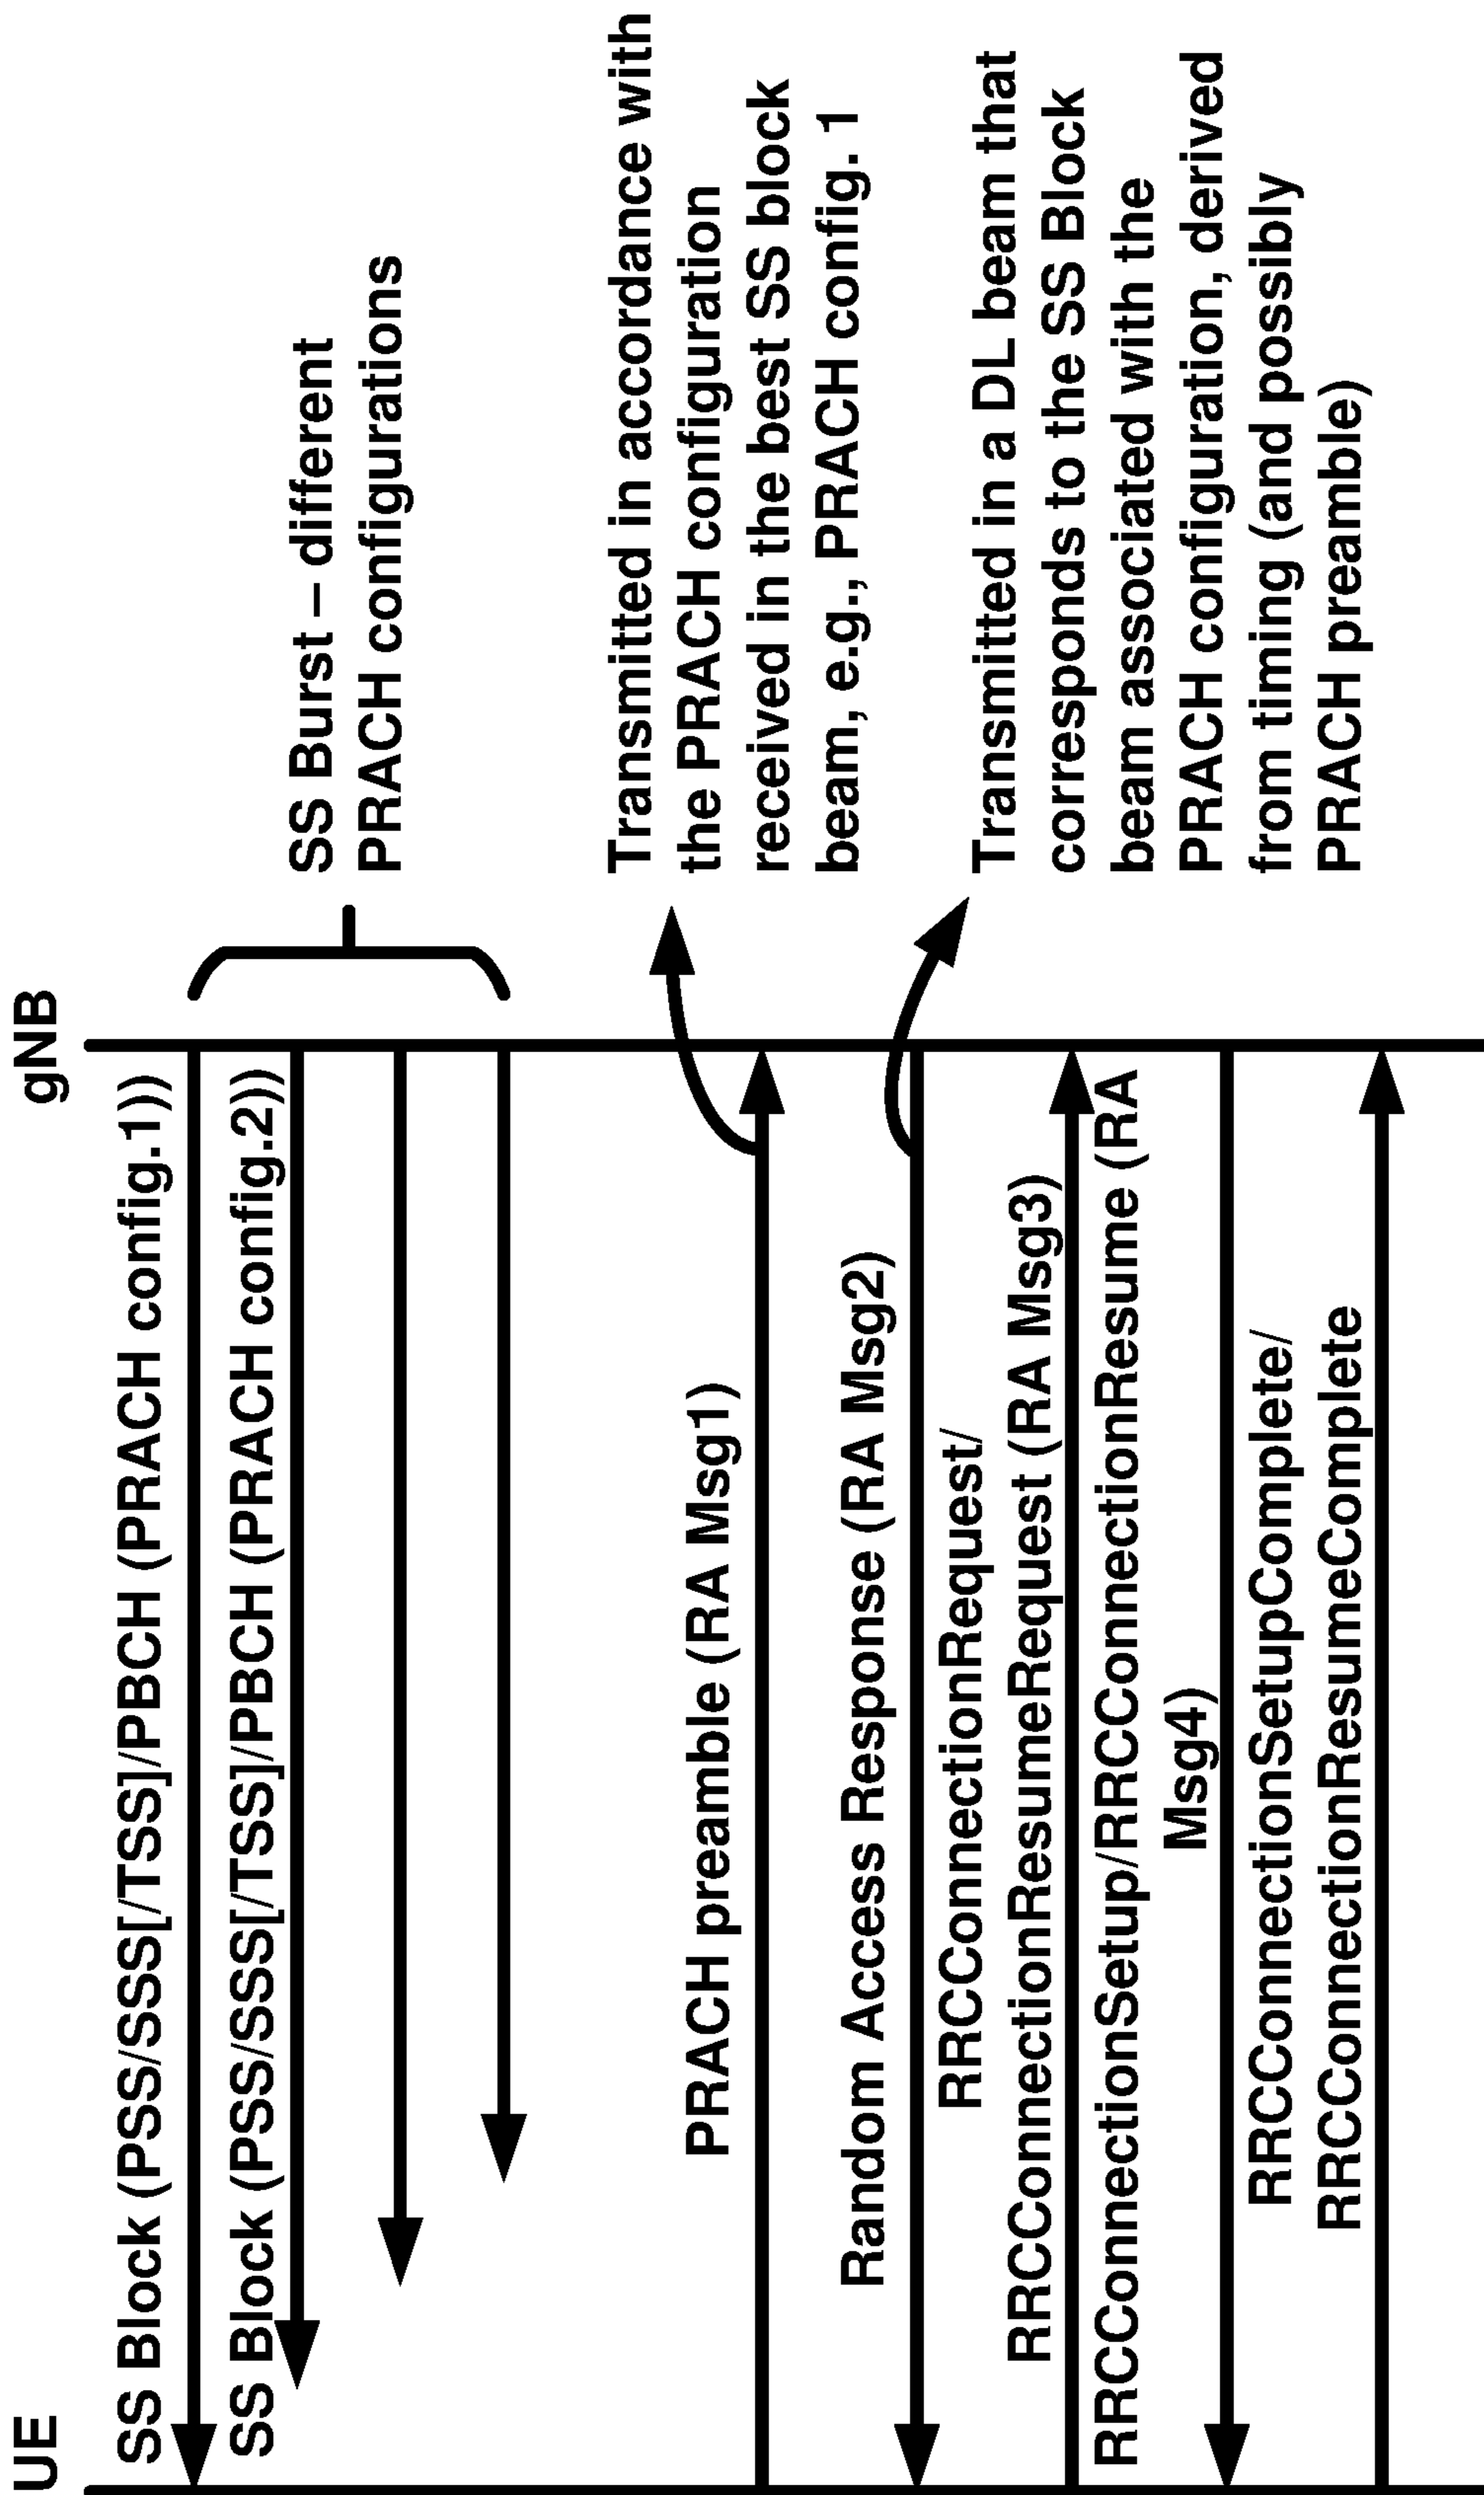 UE
gNB
SS Block (PSS/SSS[/TSS]/PBCH (PRACH config.1))
SS Block (PSS/SSS[/TSS]/PBCH (PRACH config.2)))
SS Burst – different
PRACH configurations
PRACH preamble (RA Msg1)
Transmitted in accordance with
the PRACH configuration
received in the best SS block
beam, e.g., PRACH config. 1
Random Access Response (RA Msg2)
Transmitted in a DL beam that
corresponds to the SS Block
beam associated with the
PRACH configuration, derived
from timing (and possibly
PRACH preamble)
RRCConnectionRequest/
RRCConnectionResumeRequest (RA Msg3)
RRCConnectionSetup/RRCConnectionResume (RA
Msg4)
RRCConnectionSetupComplete/
RRCConnectionResumeComplete